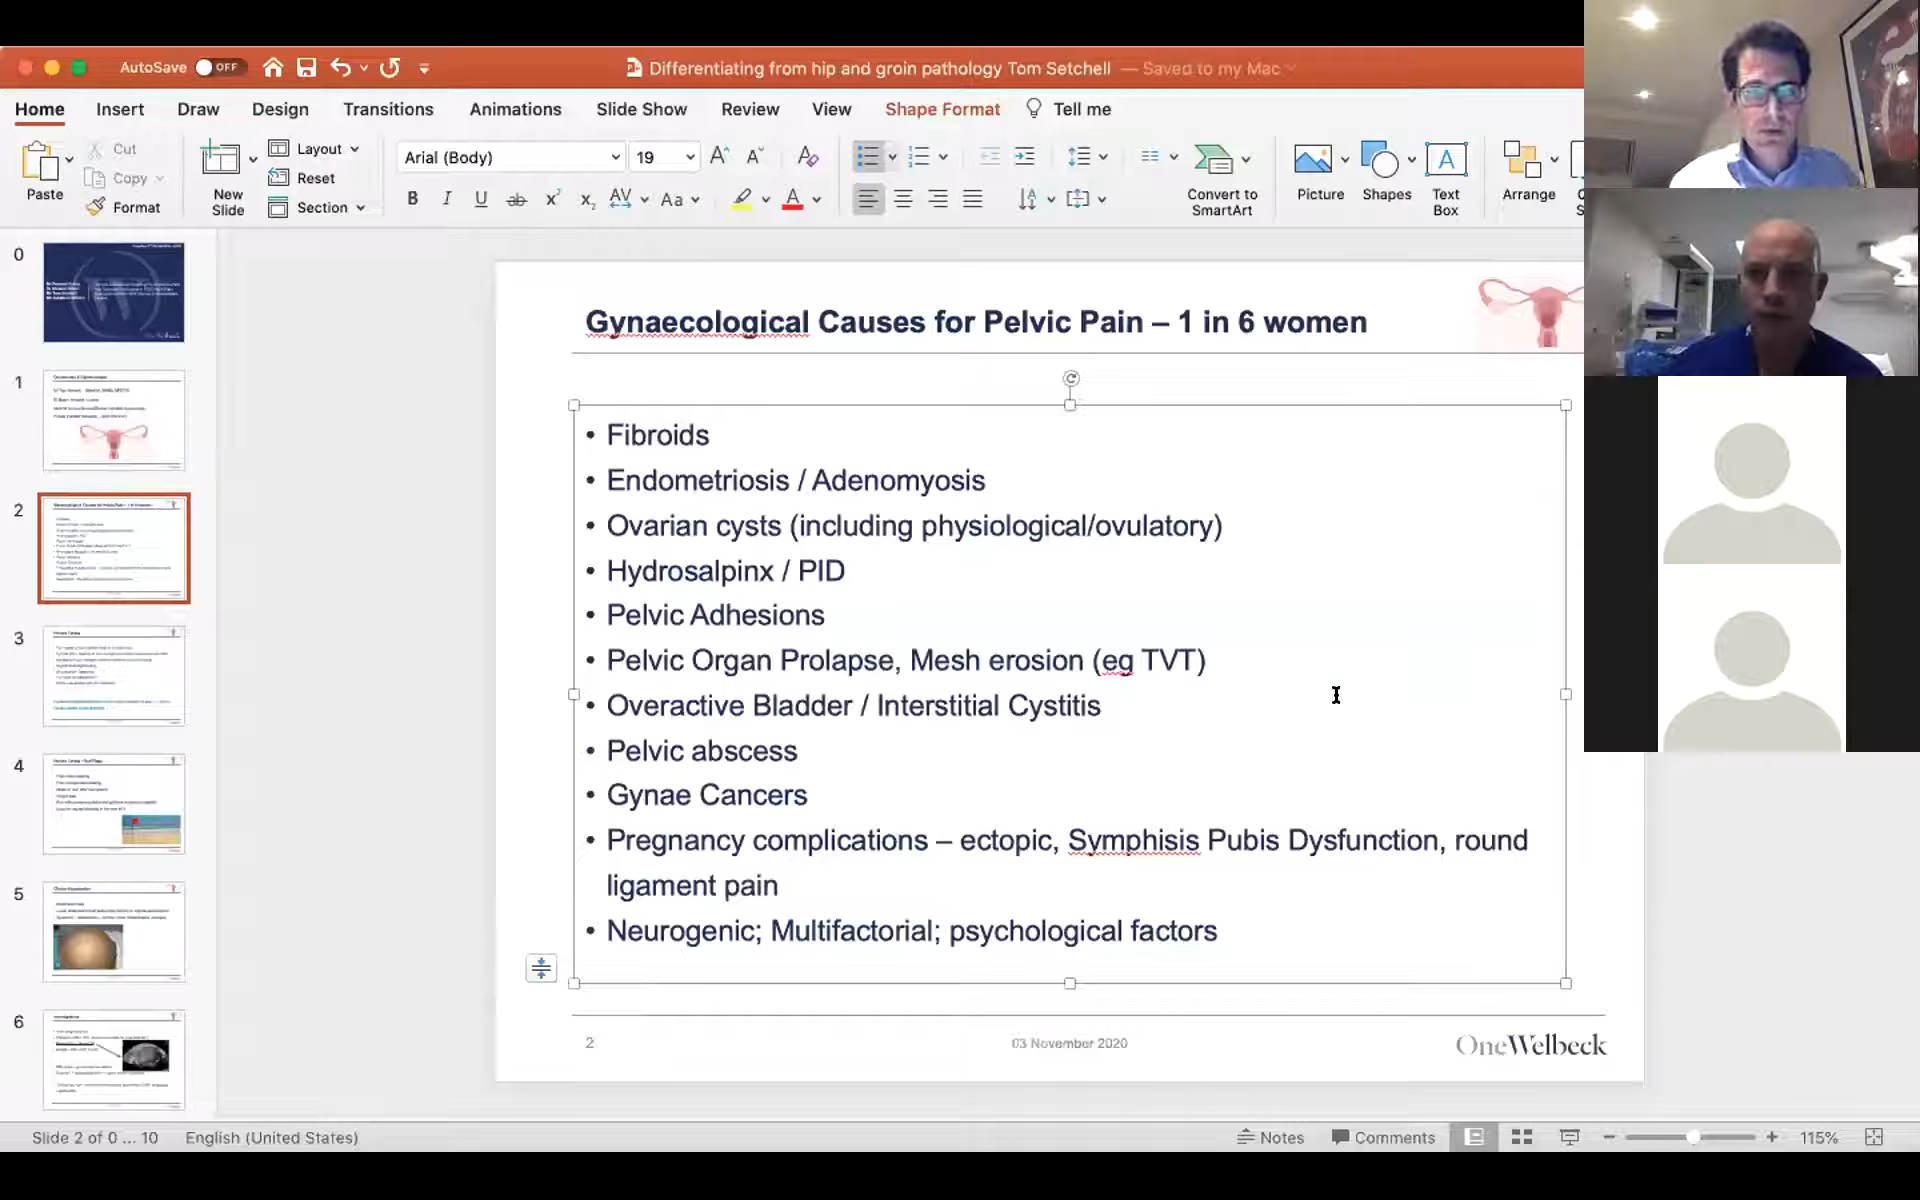 AutoSave OFF
Differentiating from hip and groin pathology Tom Setchell — Saved to my Mac
Home Insert Draw Design Transitions Animations Slide Show Review View Shape Format Tell me
Paste
Cut
Copy
Format
New
Slide
Layout
Reset
Section
Arial (Body) 19
Convert to
SmartArt
Picture
Shapes
Text
Box
Arrange
0
1
2
3
4
5
6
Gynaecological Causes for Pelvic Pain – 1 in 6 women
• Fibroids
• Endometriosis / Adenomyosis
• Ovarian cysts (including physiological/ovulatory)
• Hydrosalpinx / PID
• Pelvic Adhesions
• Pelvic Organ Prolapse, Mesh erosion (eg TVT)
• Overactive Bladder / Interstitial Cystitis
• Pelvic abscess
• Gynae Cancers
• Pregnancy complications – ectopic, Symphisis Pubis Dysfunction, round
ligament pain
• Neurogenic; Multifactorial; psychological factors
2
03 November 2020
OneWelbeck
Slide 2 of 0 ... 10 English (United States)
Notes Comments 115%